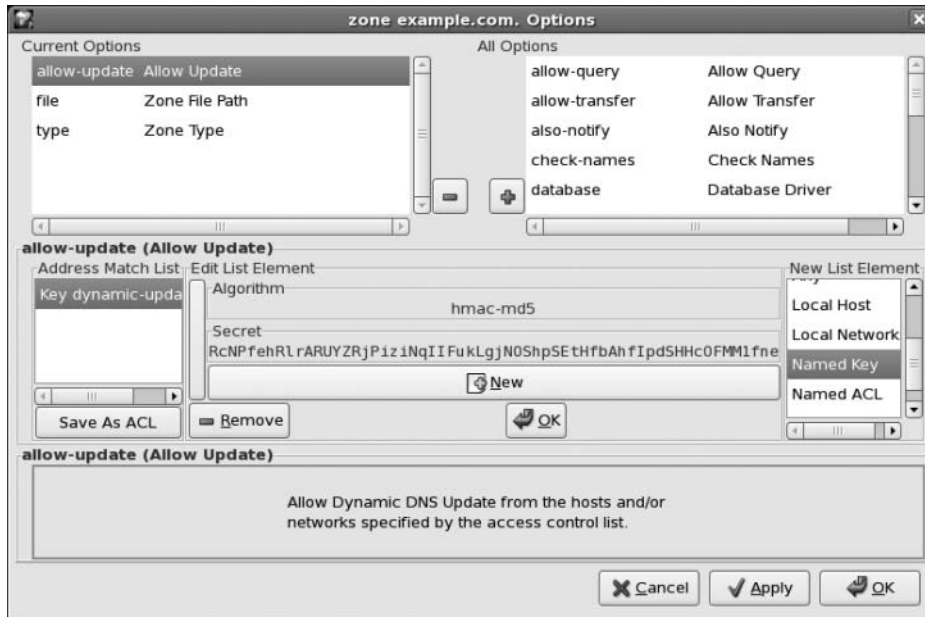 zone example.com. Options
Current Options
allow-update Allow Update
file Zone File Path
type Zone Type
All Options
allow-query Allow Query
allow-transfer Allow Transfer
also-notify Also Notify
check-names Check Names
database Database Driver
allow-update (Allow Update)
Address Match List
Key dynamic-upda
Save As ACL
Edit List Element
Algorithm
hmac-md5
Secret
RcNPfehRlrARUYZRjPiziNqIIFukLgjNOShpSEtHfbAhfIpdSHHcOFMM1fne
New
Remove
OK
New List Element
Local Host
Local Network
Named Key
Named ACL
allow-update (Allow Update)
Allow Dynamic DNS Update from the hosts and/or
networks specified by the access control list.
Cancel
Apply
OK